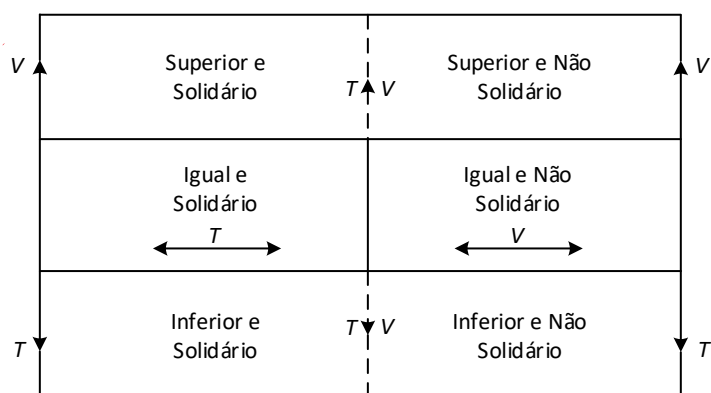 Superior e
Solidário
Superior e Não
Solidário
V
T V
V
Igual e
Solidário
T
Igual e Não
Solidário
V
Inferior e
Solidário
Inferior e Não
Solidário
T
T V
T